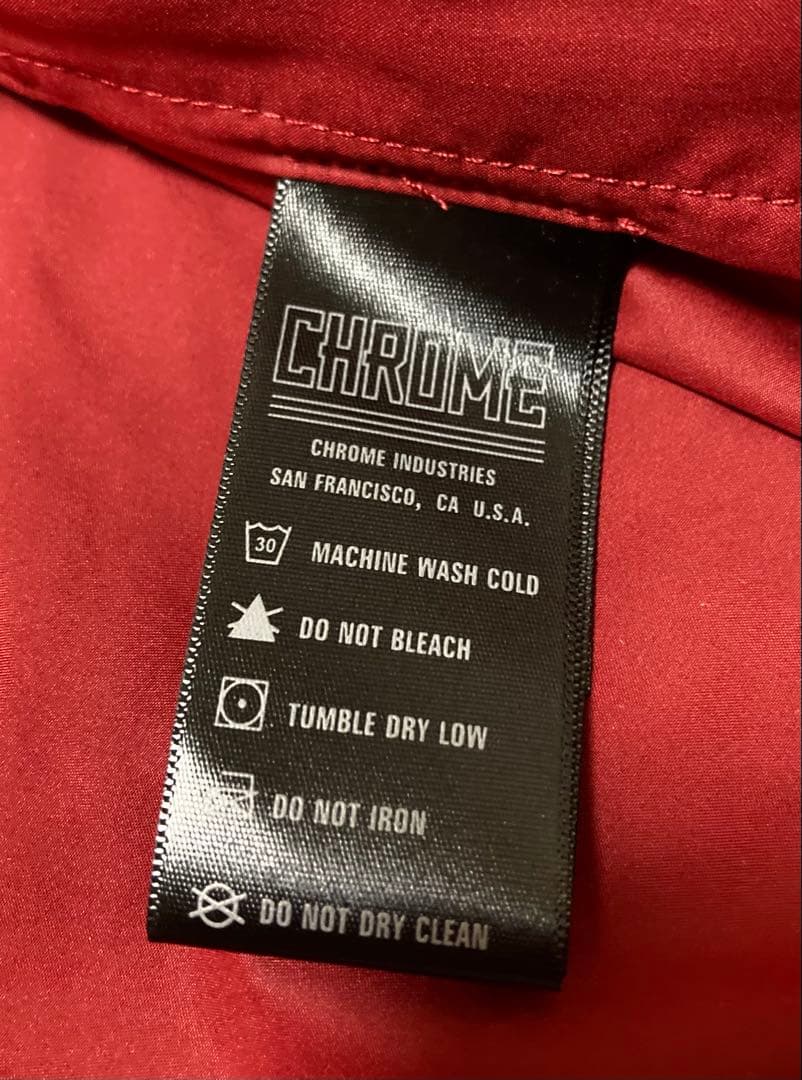 CHROME
CHROME INDUSTRIES
SAN FRANCISCO, CA U.S.A.
30 MACHINE WASH COLD
DO NOT BLEACH
TUMBLE DRY LOW
DO NOT IRON
DO NOT DRY CLEAN